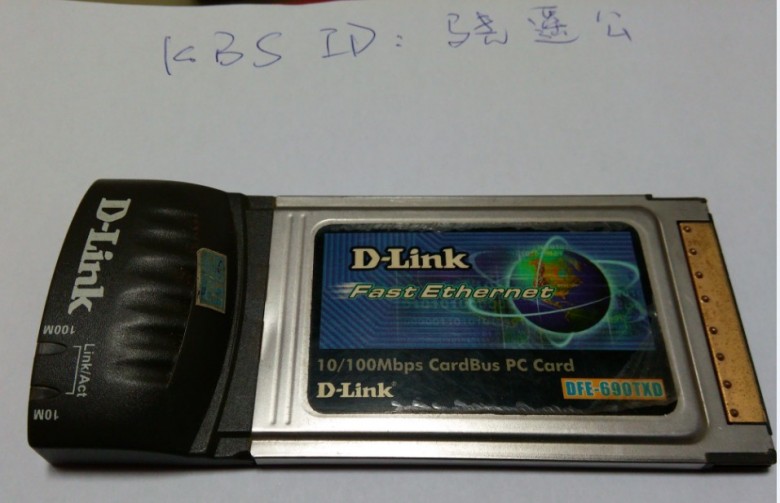 KBS ID: 骁遥公
D-Link
100M
Link/Act
10M
D-Link
Fast Ethernet
10/100Mbps CardBus PC Card
D-Link
DFE-690TXD